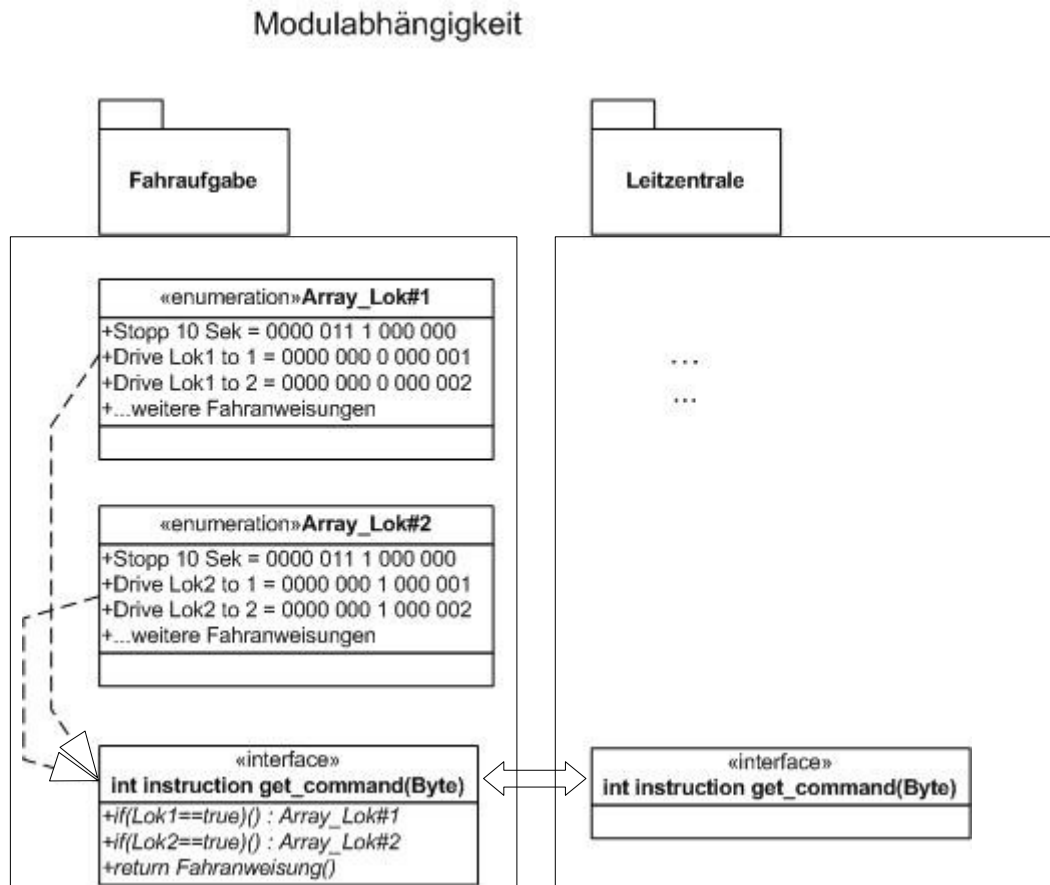 Modulabhängigkeit
Fahraufgabe
Leitzentrale
«enumeration»Array_Lok#1
+Stopp 10 Sek = 0000 011 1 000 000
+Drive Lok1 to 1 = 0000 000 0 000 001
+Drive Lok1 to 2 = 0000 000 0 000 002
+...weitere Fahranweisungen
...
...
«enumeration»Array_Lok#2
+Stopp 10 Sek = 0000 011 1 000 000
+Drive Lok2 to 1 = 0000 000 1 000 001
+Drive Lok2 to 2 = 0000 000 1 000 002
+...weitere Fahranweisungen
«interface»
int instruction get_command(Byte)
+if(Lok1==true)() : Array_Lok#1
+if(Lok2==true)() : Array_Lok#2
+return Fahranweisung()
«interface»
int instruction get_command(Byte)